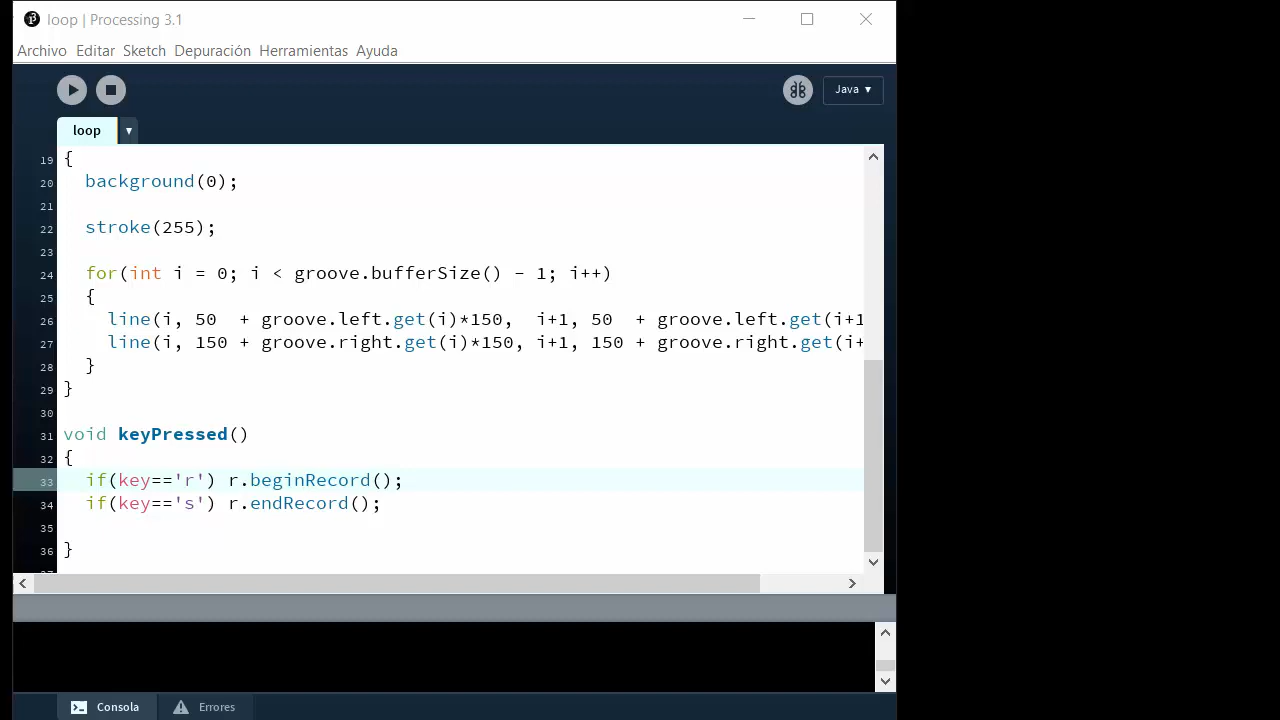 loop | Processing 3.1
Archivo Editar Sketch Depuración Herramientas Ayuda
Java ▾
loop ▾
19 {
20 background(0);
21
22 stroke(255);
23
24 for(int i = 0; i < groove.bufferSize() - 1; i++)
25 {
26 line(i, 50  + groove.left.get(i)*150,  i+1, 50  + groove.left.get(i+1
27 line(i, 150 + groove.right.get(i)*150, i+1, 150 + groove.right.get(i+
28 }
29 }
30
31 void keyPressed()
32 {
33 if(key=='r') r.beginRecord();
34 if(key=='s') r.endRecord();
35
36 }
Consola Errores